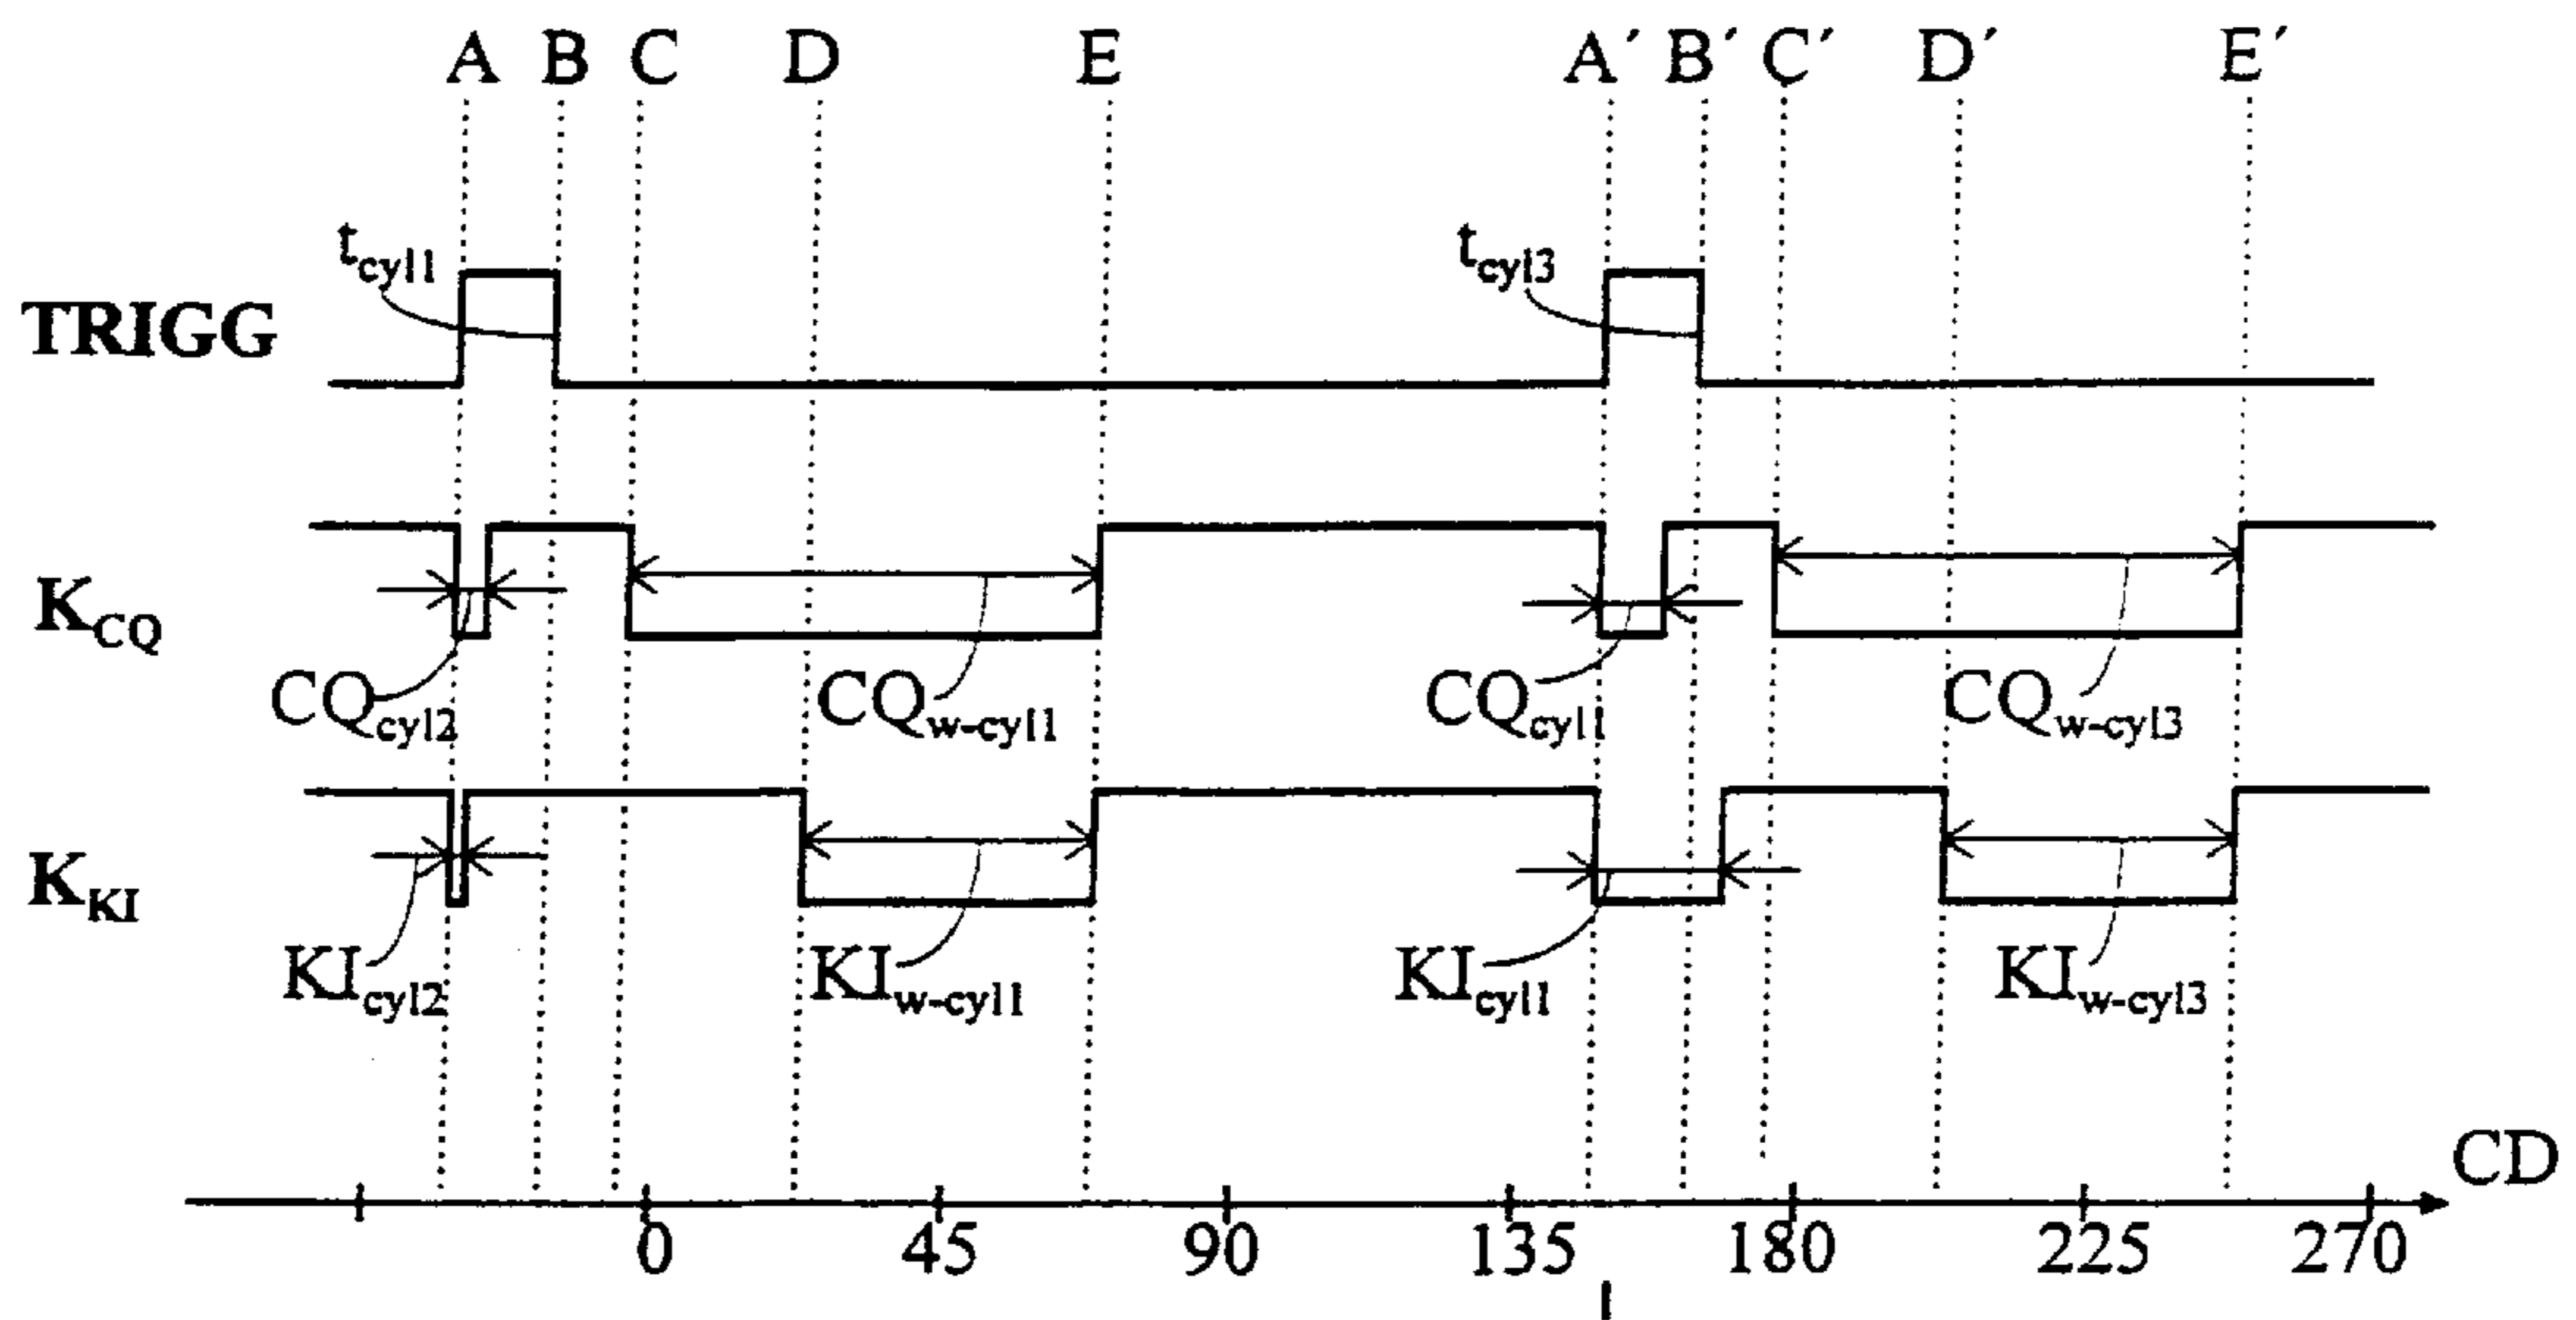 A B C D E A´ B´ C´ D´ E´
t_cyl1 t_cyl3
TRIGG
K_CQ
CQ_cyl2 CQ_w-cyl1 CQ_cyl1 CQ_w-cyl3
K_KI
KI_cyl2 KI_w-cyl1 KI_cyl1 KI_w-cyl3
CD
0 45 90 135 180 225 270